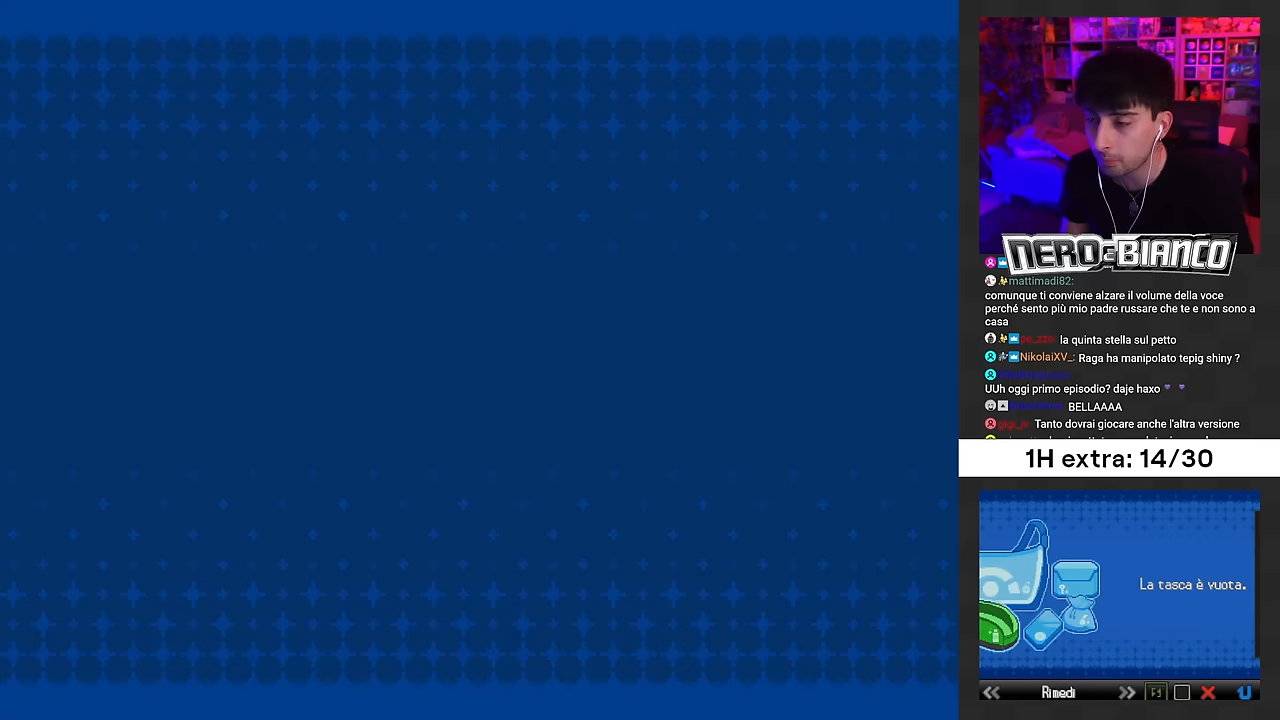 NERO E BIANCO
mattimadi82:
comunque ti conviene alzare il volume della voce
perché sento più mio padre russare che te e non sono a
casa
pe_zzo: la quinta stella sul petto
NikolaiXV_: Raga ha manipolato tepig shiny ?
UUh oggi primo episodio? daje haxo
BELLAAAA
Tanto dovrai giocare anche l'altra versione
1H extra: 14/30
La tasca è vuota.
Rimedi